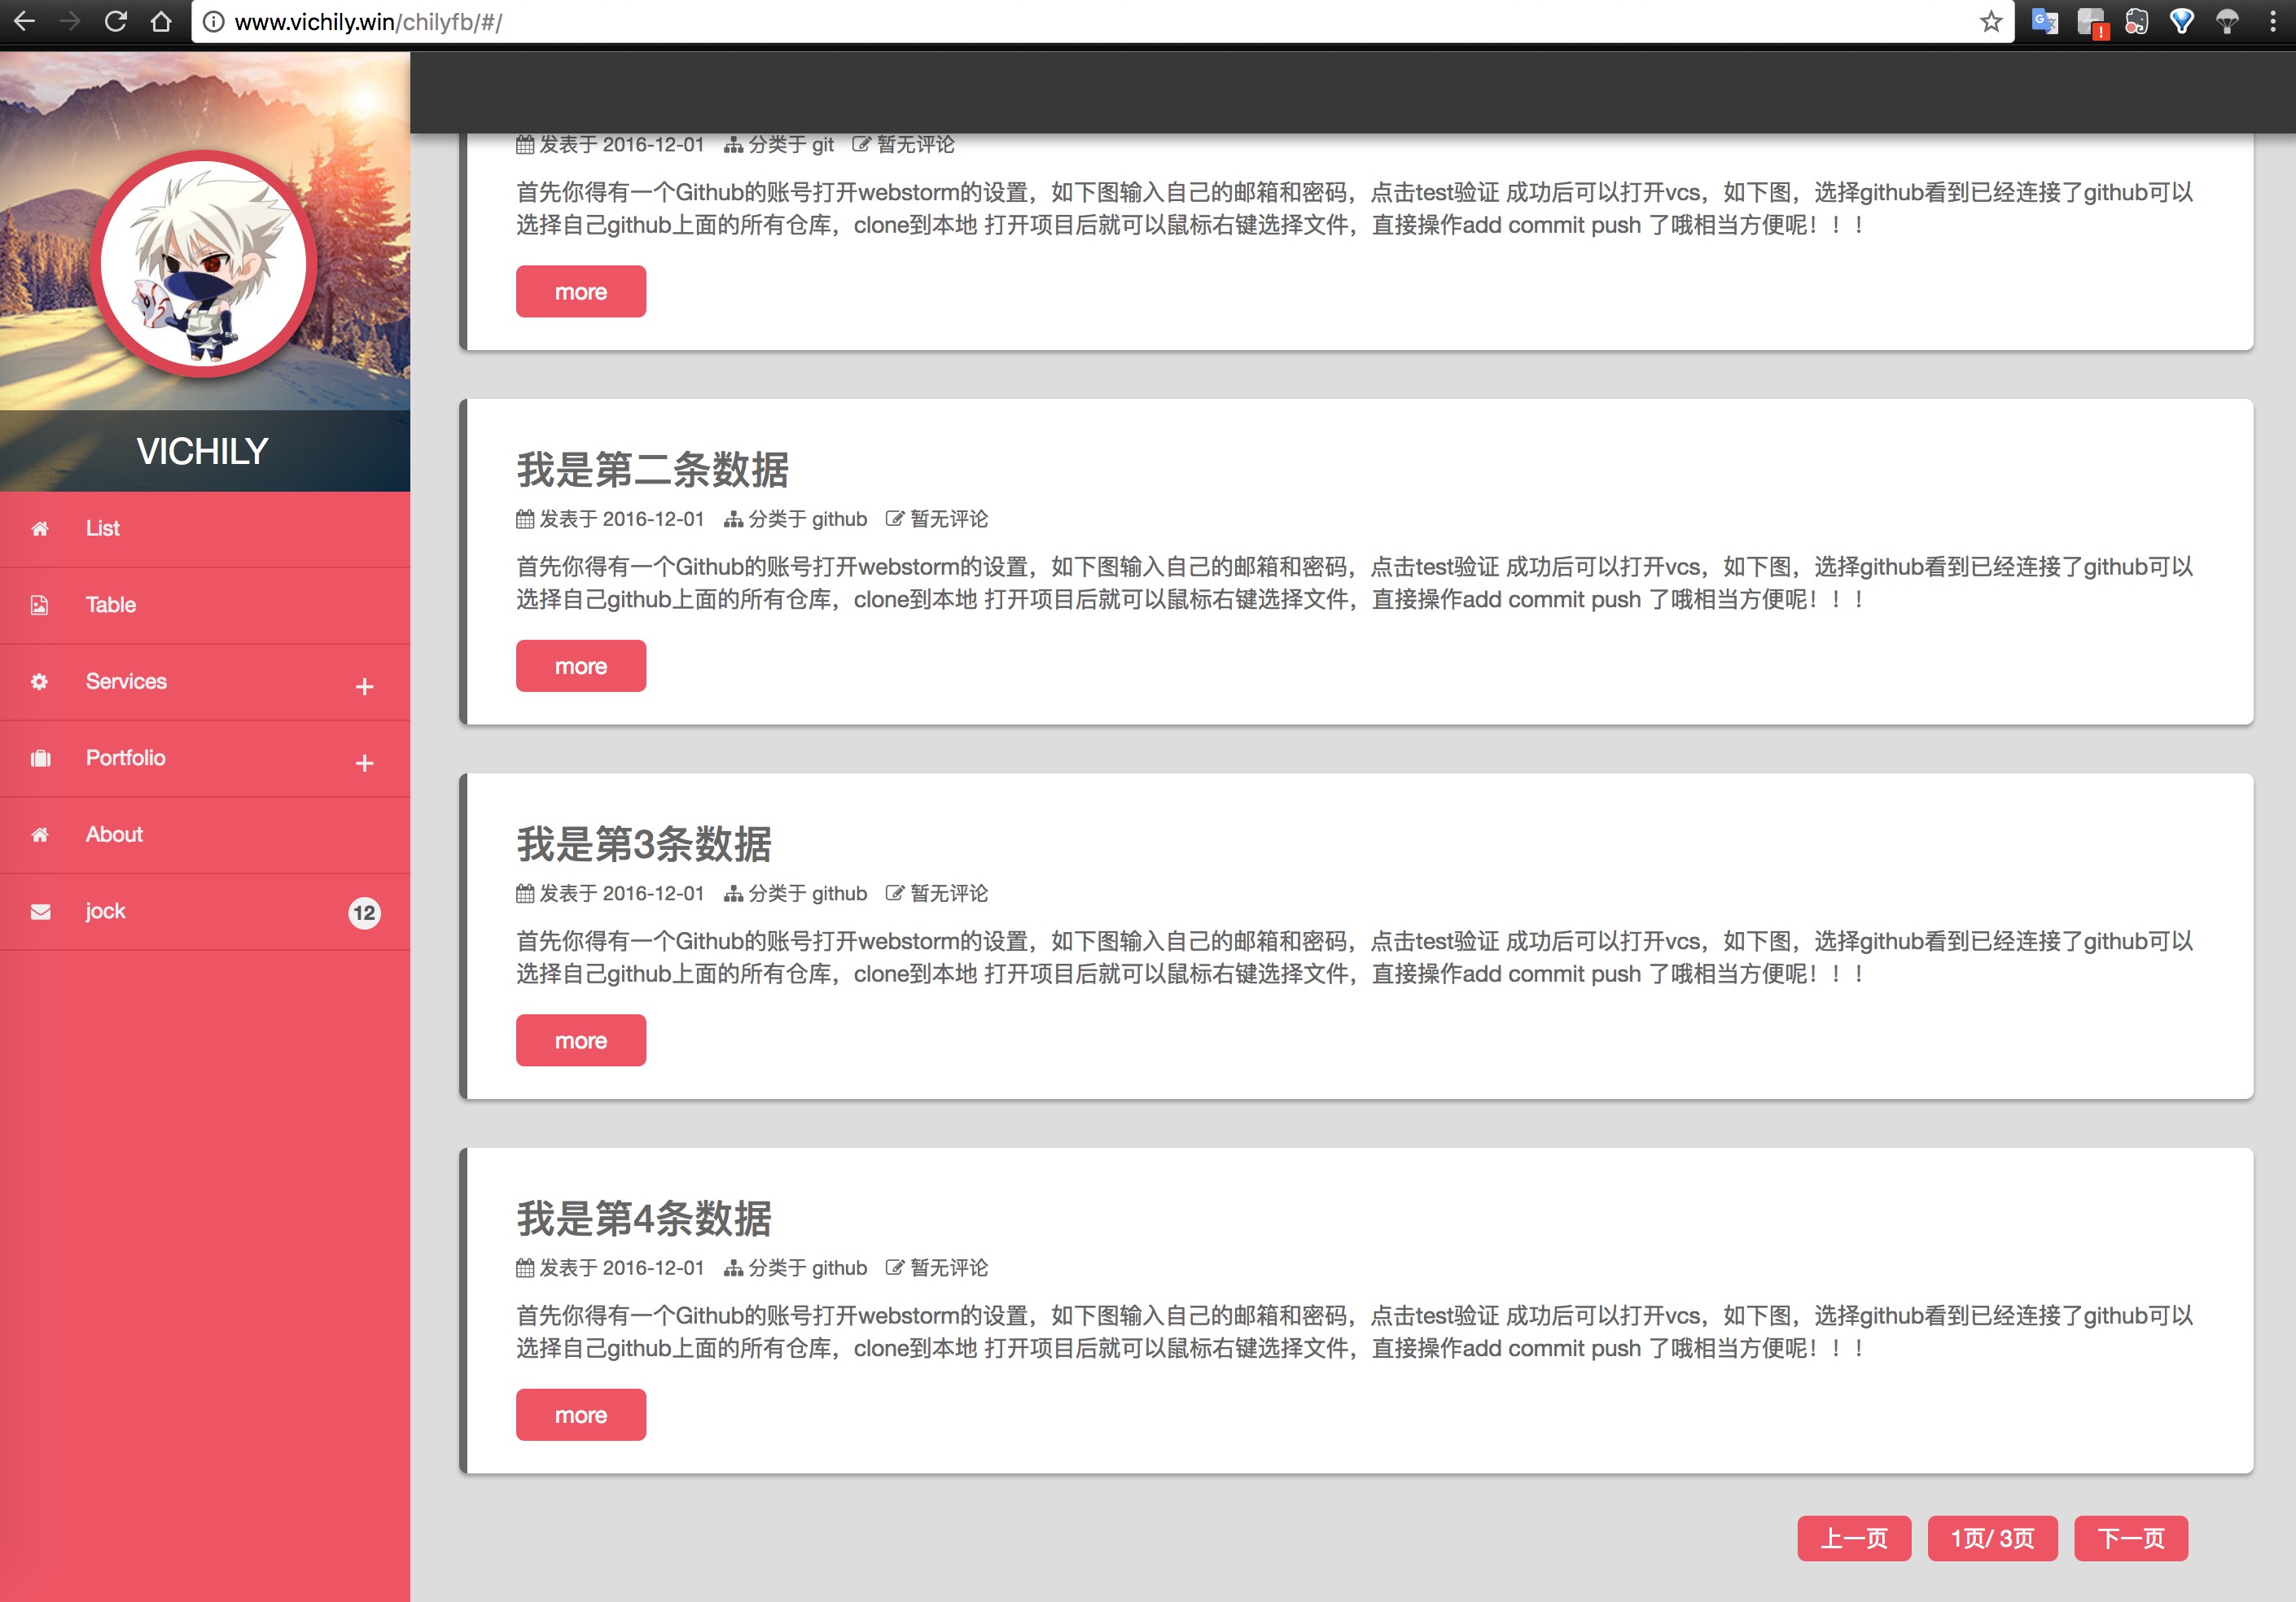 www.vichily.win/chilyfb/#/
VICHILY
List
Table
Services
Portfolio
About
jock 12
发表于 2016-12-01 分类于 git 暂无评论
首先你得有一个Github的账号打开webstorm的设置，如下图输入自己的邮箱和密码，点击test验证 成功后可以打开vcs，如下图，选择github看到已经连接了github可以
选择自己github上面的所有仓库，clone到本地 打开项目后就可以鼠标右键选择文件，直接操作add commit push 了哦相当方便呢！！！
more
我是第二条数据
发表于 2016-12-01 分类于 github 暂无评论
首先你得有一个Github的账号打开webstorm的设置，如下图输入自己的邮箱和密码，点击test验证 成功后可以打开vcs，如下图，选择github看到已经连接了github可以
选择自己github上面的所有仓库，clone到本地 打开项目后就可以鼠标右键选择文件，直接操作add commit push 了哦相当方便呢！！！
more
我是第3条数据
发表于 2016-12-01 分类于 github 暂无评论
首先你得有一个Github的账号打开webstorm的设置，如下图输入自己的邮箱和密码，点击test验证 成功后可以打开vcs，如下图，选择github看到已经连接了github可以
选择自己github上面的所有仓库，clone到本地 打开项目后就可以鼠标右键选择文件，直接操作add commit push 了哦相当方便呢！！！
more
我是第4条数据
发表于 2016-12-01 分类于 github 暂无评论
首先你得有一个Github的账号打开webstorm的设置，如下图输入自己的邮箱和密码，点击test验证 成功后可以打开vcs，如下图，选择github看到已经连接了github可以
选择自己github上面的所有仓库，clone到本地 打开项目后就可以鼠标右键选择文件，直接操作add commit push 了哦相当方便呢！！！
more
上一页 1页/ 3页 下一页